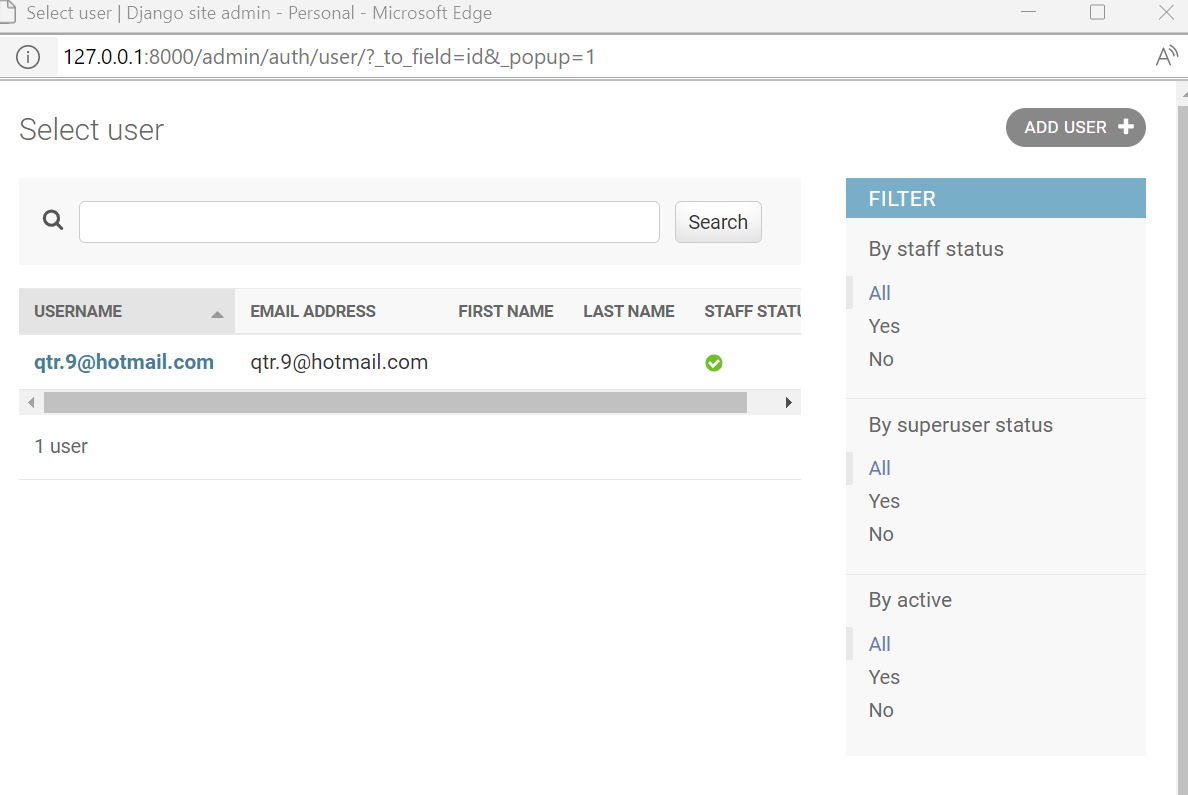 Select user | Django site admin - Personal - Microsoft Edge
127.0.0.1:8000/admin/auth/user/?_to_field=id&_popup=1
Select user
ADD USER
Search
USERNAME EMAIL ADDRESS FIRST NAME LAST NAME STAFF STATU
qtr.9@hotmail.com qtr.9@hotmail.com
1 user
FILTER
By staff status
All
Yes
No
By superuser status
All
Yes
No
By active
All
Yes
No